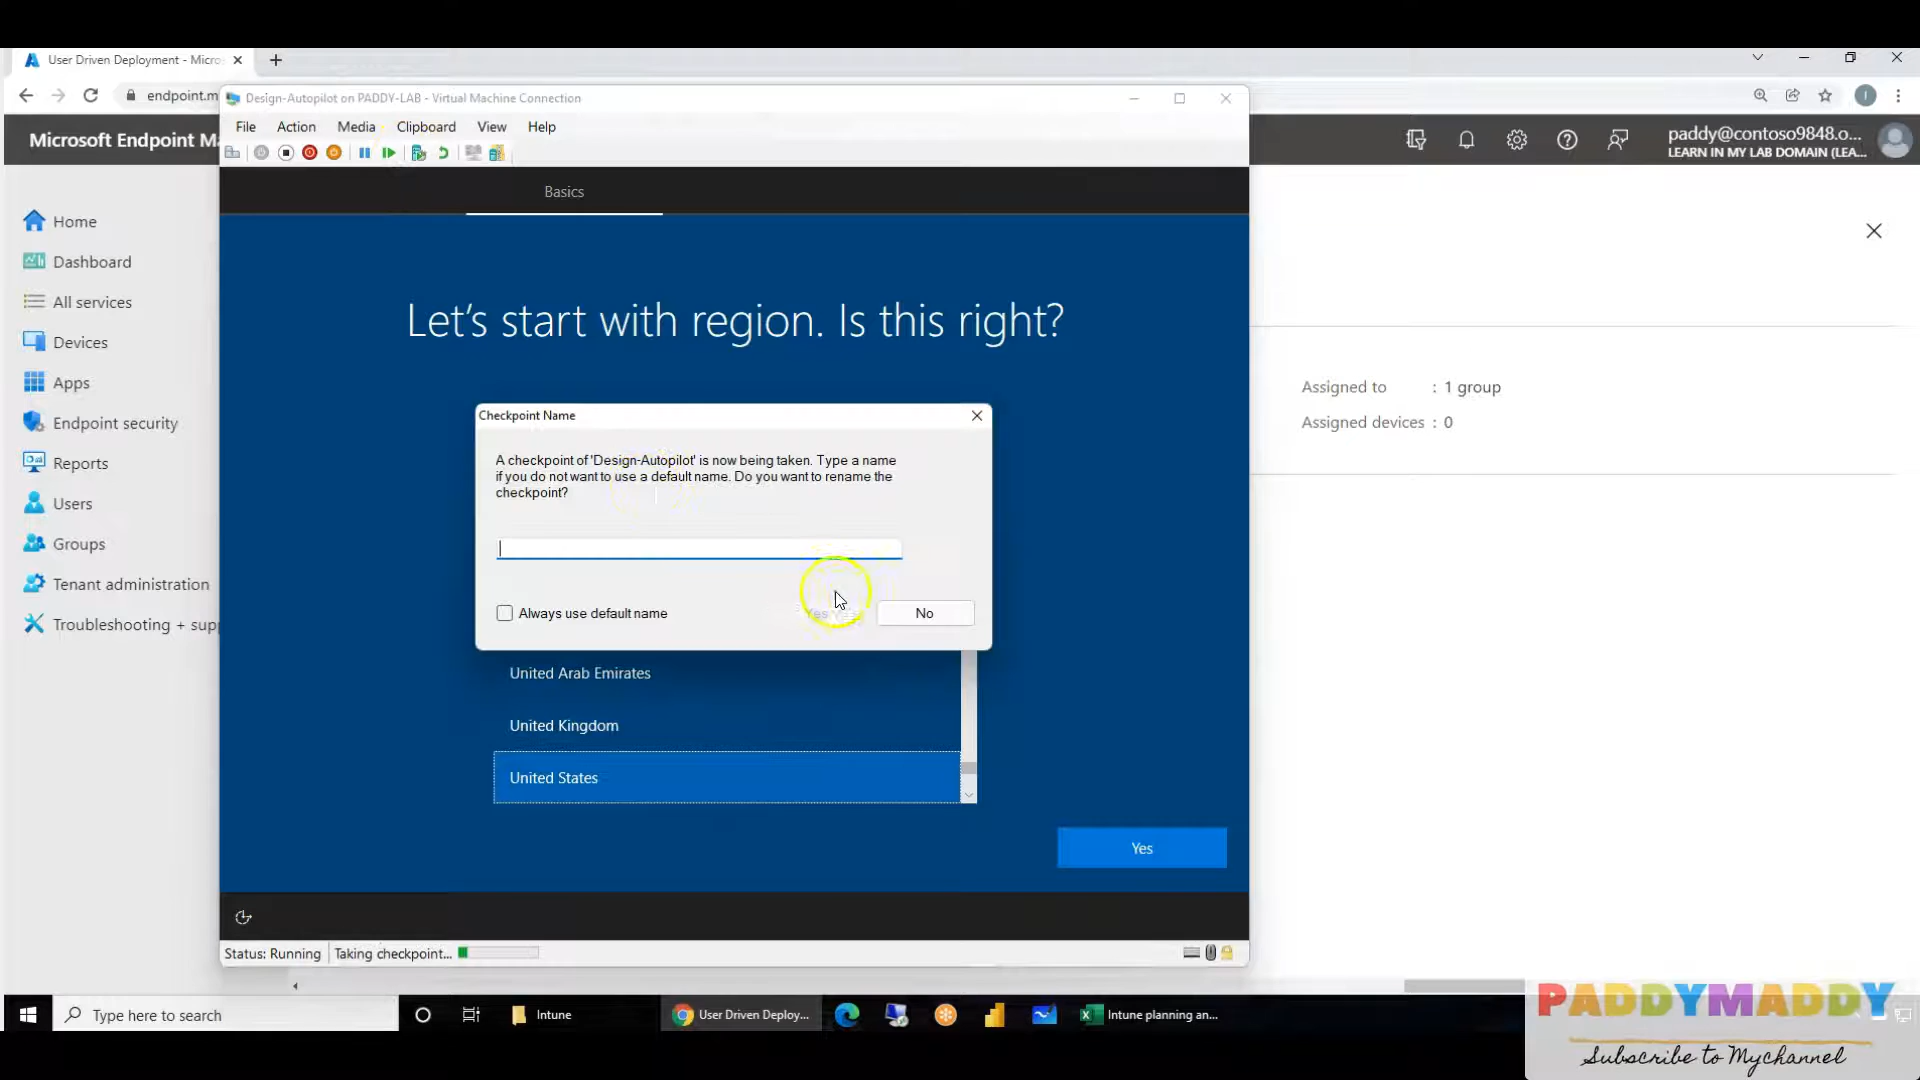 User Driven Deployment - Micro
endpoint.m
Design-Autopilot on PADDY-LAB - Virtual Machine Connection
File Action Media Clipboard View Help
Microsoft Endpoint Ma
paddy@contoso9848.o...
LEARN IN MY LAB DOMAIN (LEA...
Basics
Home
Dashboard
All services
Devices
Apps
Endpoint security
Reports
Users
Groups
Tenant administration
Troubleshooting + supp
Let's start with region. Is this right?
Checkpoint Name
A checkpoint of 'Design-Autopilot' is now being taken. Type a name
if you do not want to use a default name. Do you want to rename the
checkpoint?
Always use default name
Yes
No
United Arab Emirates
United Kingdom
United States
Yes
Assigned to : 1 group
Assigned devices : 0
Status: Running Taking checkpoint...
Type here to search
Intune
User Driven Deploy...
Intune planning an...
PADDYMADDY
Subscribe to Mychannel